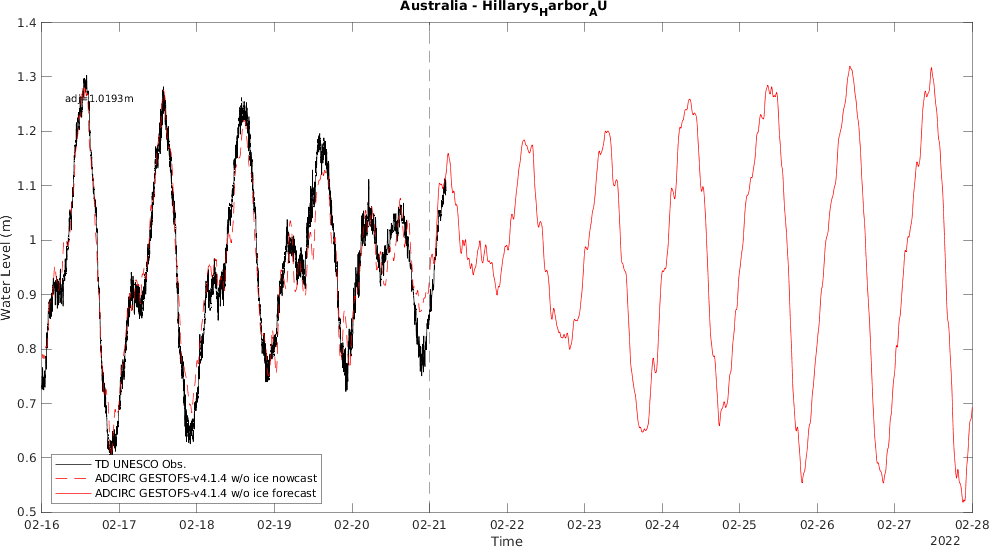 Australia - HillarysHarborAU
1.4
1.3
adj=1.0193m
1.2
1.1
1
0.9
0.8
0.7
0.6
0.5
Water Level (m)
TD UNESCO Obs.
ADCIRC GESTOFS-v4.1.4 w/o ice nowcast
ADCIRC GESTOFS-v4.1.4 w/o ice forecast
02-16 02-17 02-18 02-19 02-20 02-21 02-22 02-23 02-24 02-25 02-26 02-27 02-28
Time
2022